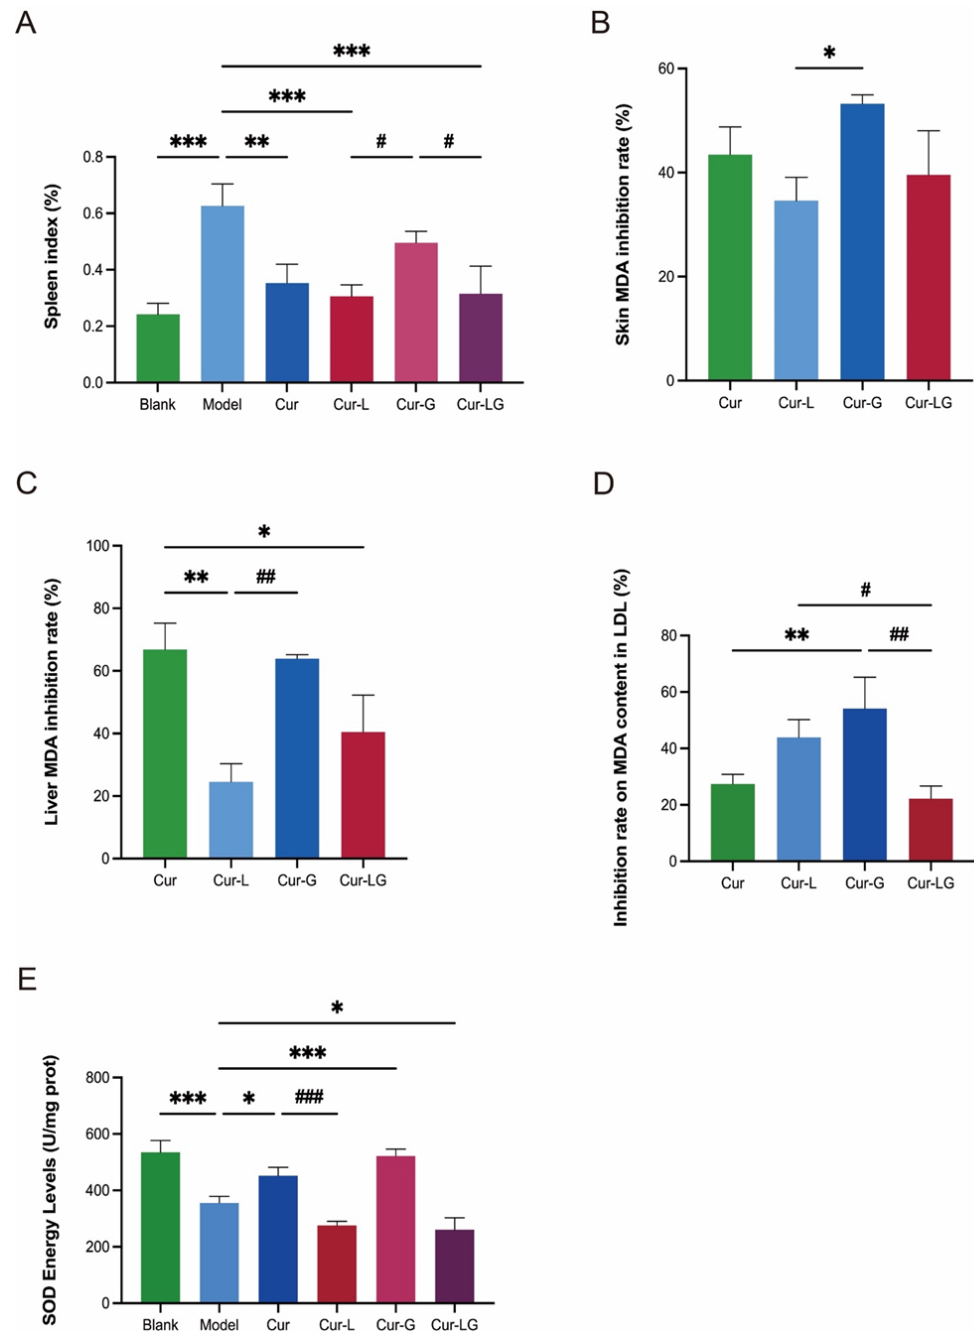 A
B
***
***
***
**
#
#
0.8
0.6
0.4
0.2
0.0
Spleen index (%)
Blank Model Cur Cur-L Cur-G Cur-LG
*
60
40
20
0
Skin MDA inhibition rate (%)
Cur Cur-L Cur-G Cur-LG
C
D
*
**
##
100
80
60
40
20
0
Liver MDA inhibition rate (%)
Cur Cur-L Cur-G Cur-LG
#
**
##
80
60
40
20
0
Inhibition rate on MDA content in LDL (%)
Cur Cur-L Cur-G Cur-LG
E
*
***
***
*
###
800
600
400
200
0
SOD Energy Levels (U/mg prot)
Blank Model Cur Cur-L Cur-G Cur-LG